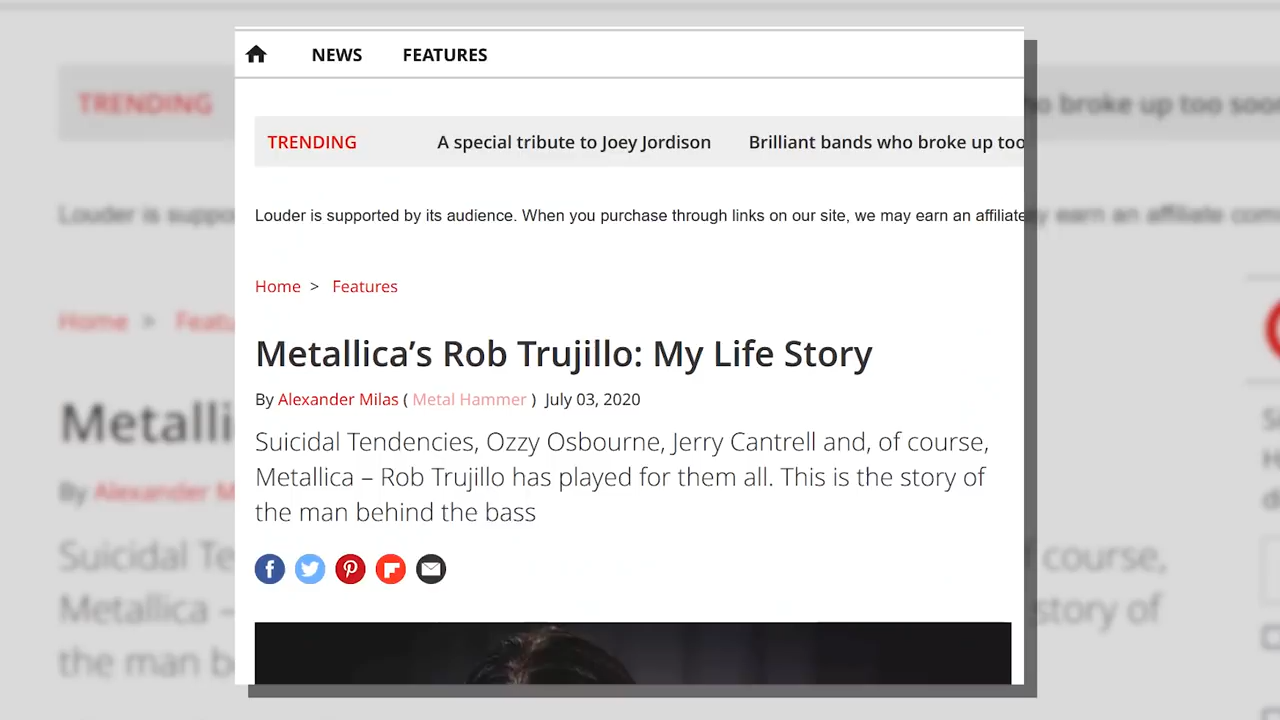 NEWS FEATURES
TRENDING A special tribute to Joey Jordison Brilliant bands who broke up too
Louder is supported by its audience. When you purchase through links on our site, we may earn an affiliate
Home > Features
Metallica’s Rob Trujillo: My Life Story
By Alexander Milas ( Metal Hammer ) July 03, 2020
Suicidal Tendencies, Ozzy Osbourne, Jerry Cantrell and, of course,
Metallica – Rob Trujillo has played for them all. This is the story of
the man behind the bass